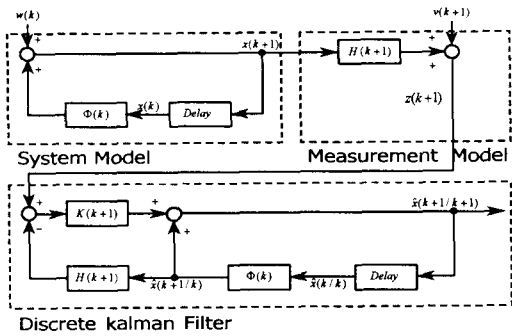 w(k)
v(k+1)
+
x(k+1)
H(k+1)
+
+
+
Φ(k)
x(k)
Delay
z(k+1)
System Model
Measurement Model
+
K(k+1)
+
x̂(k+1/k+1)
−
+
H(k+1)
x̂(k+1/k)
Φ(k)
x̂(k/k)
Delay
Discrete kalman Filter